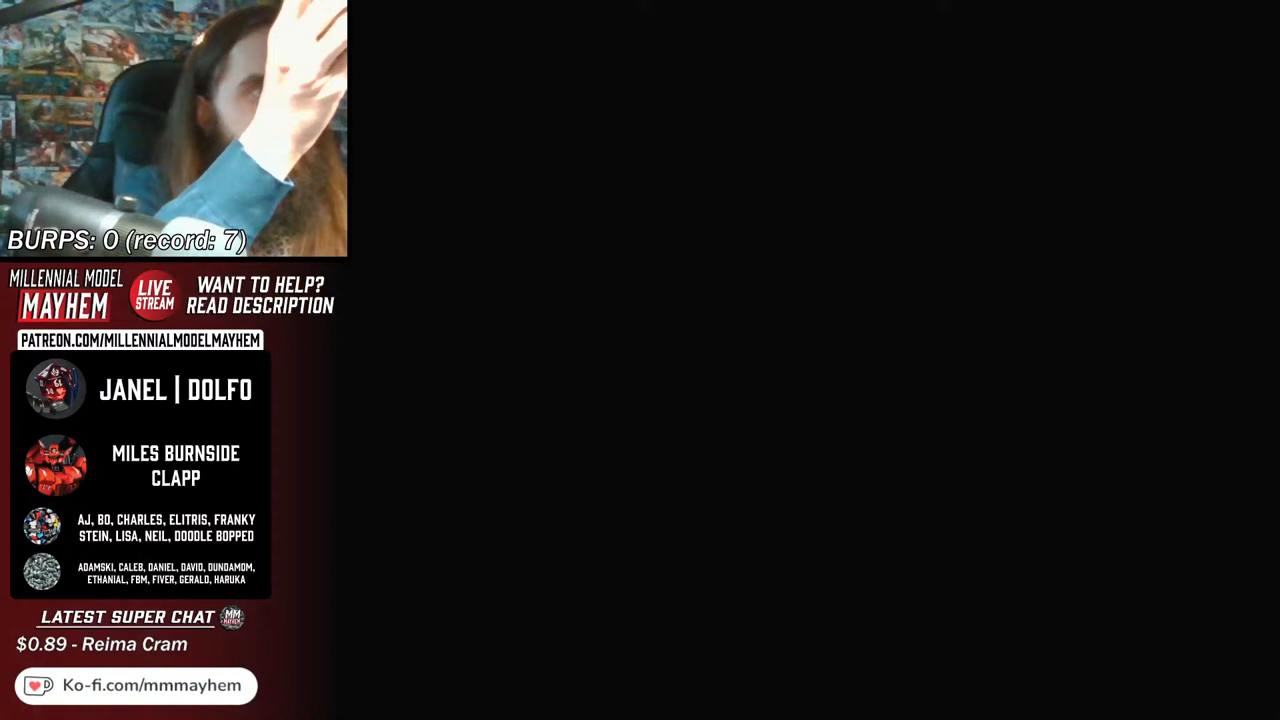 BURPS: 0 (record: 7)
MILLENNIAL MODEL
MAYHEM
LIVE
STREAM
WANT TO HELP?
READ DESCRIPTION
PATREON.COM/MILLENNIALMODELMAYHEM
JANEL | DOLFO
MILES BURNSIDE
CLAPP
AJ, BO, CHARLES, ELITRIS, FRANKY
STEIN, LISA, NEIL, DOODLE BOPPED
ADAMSKI, CALEB, DANIEL, DAVID, DUNDAMOM,
ETHANIAL, FBM, FIVER, GERALD, HARUKA
LATEST SUPER CHAT
MM
MAYHEM
$0.89 - Reima Cram
Ko-fi.com/mmmayhem